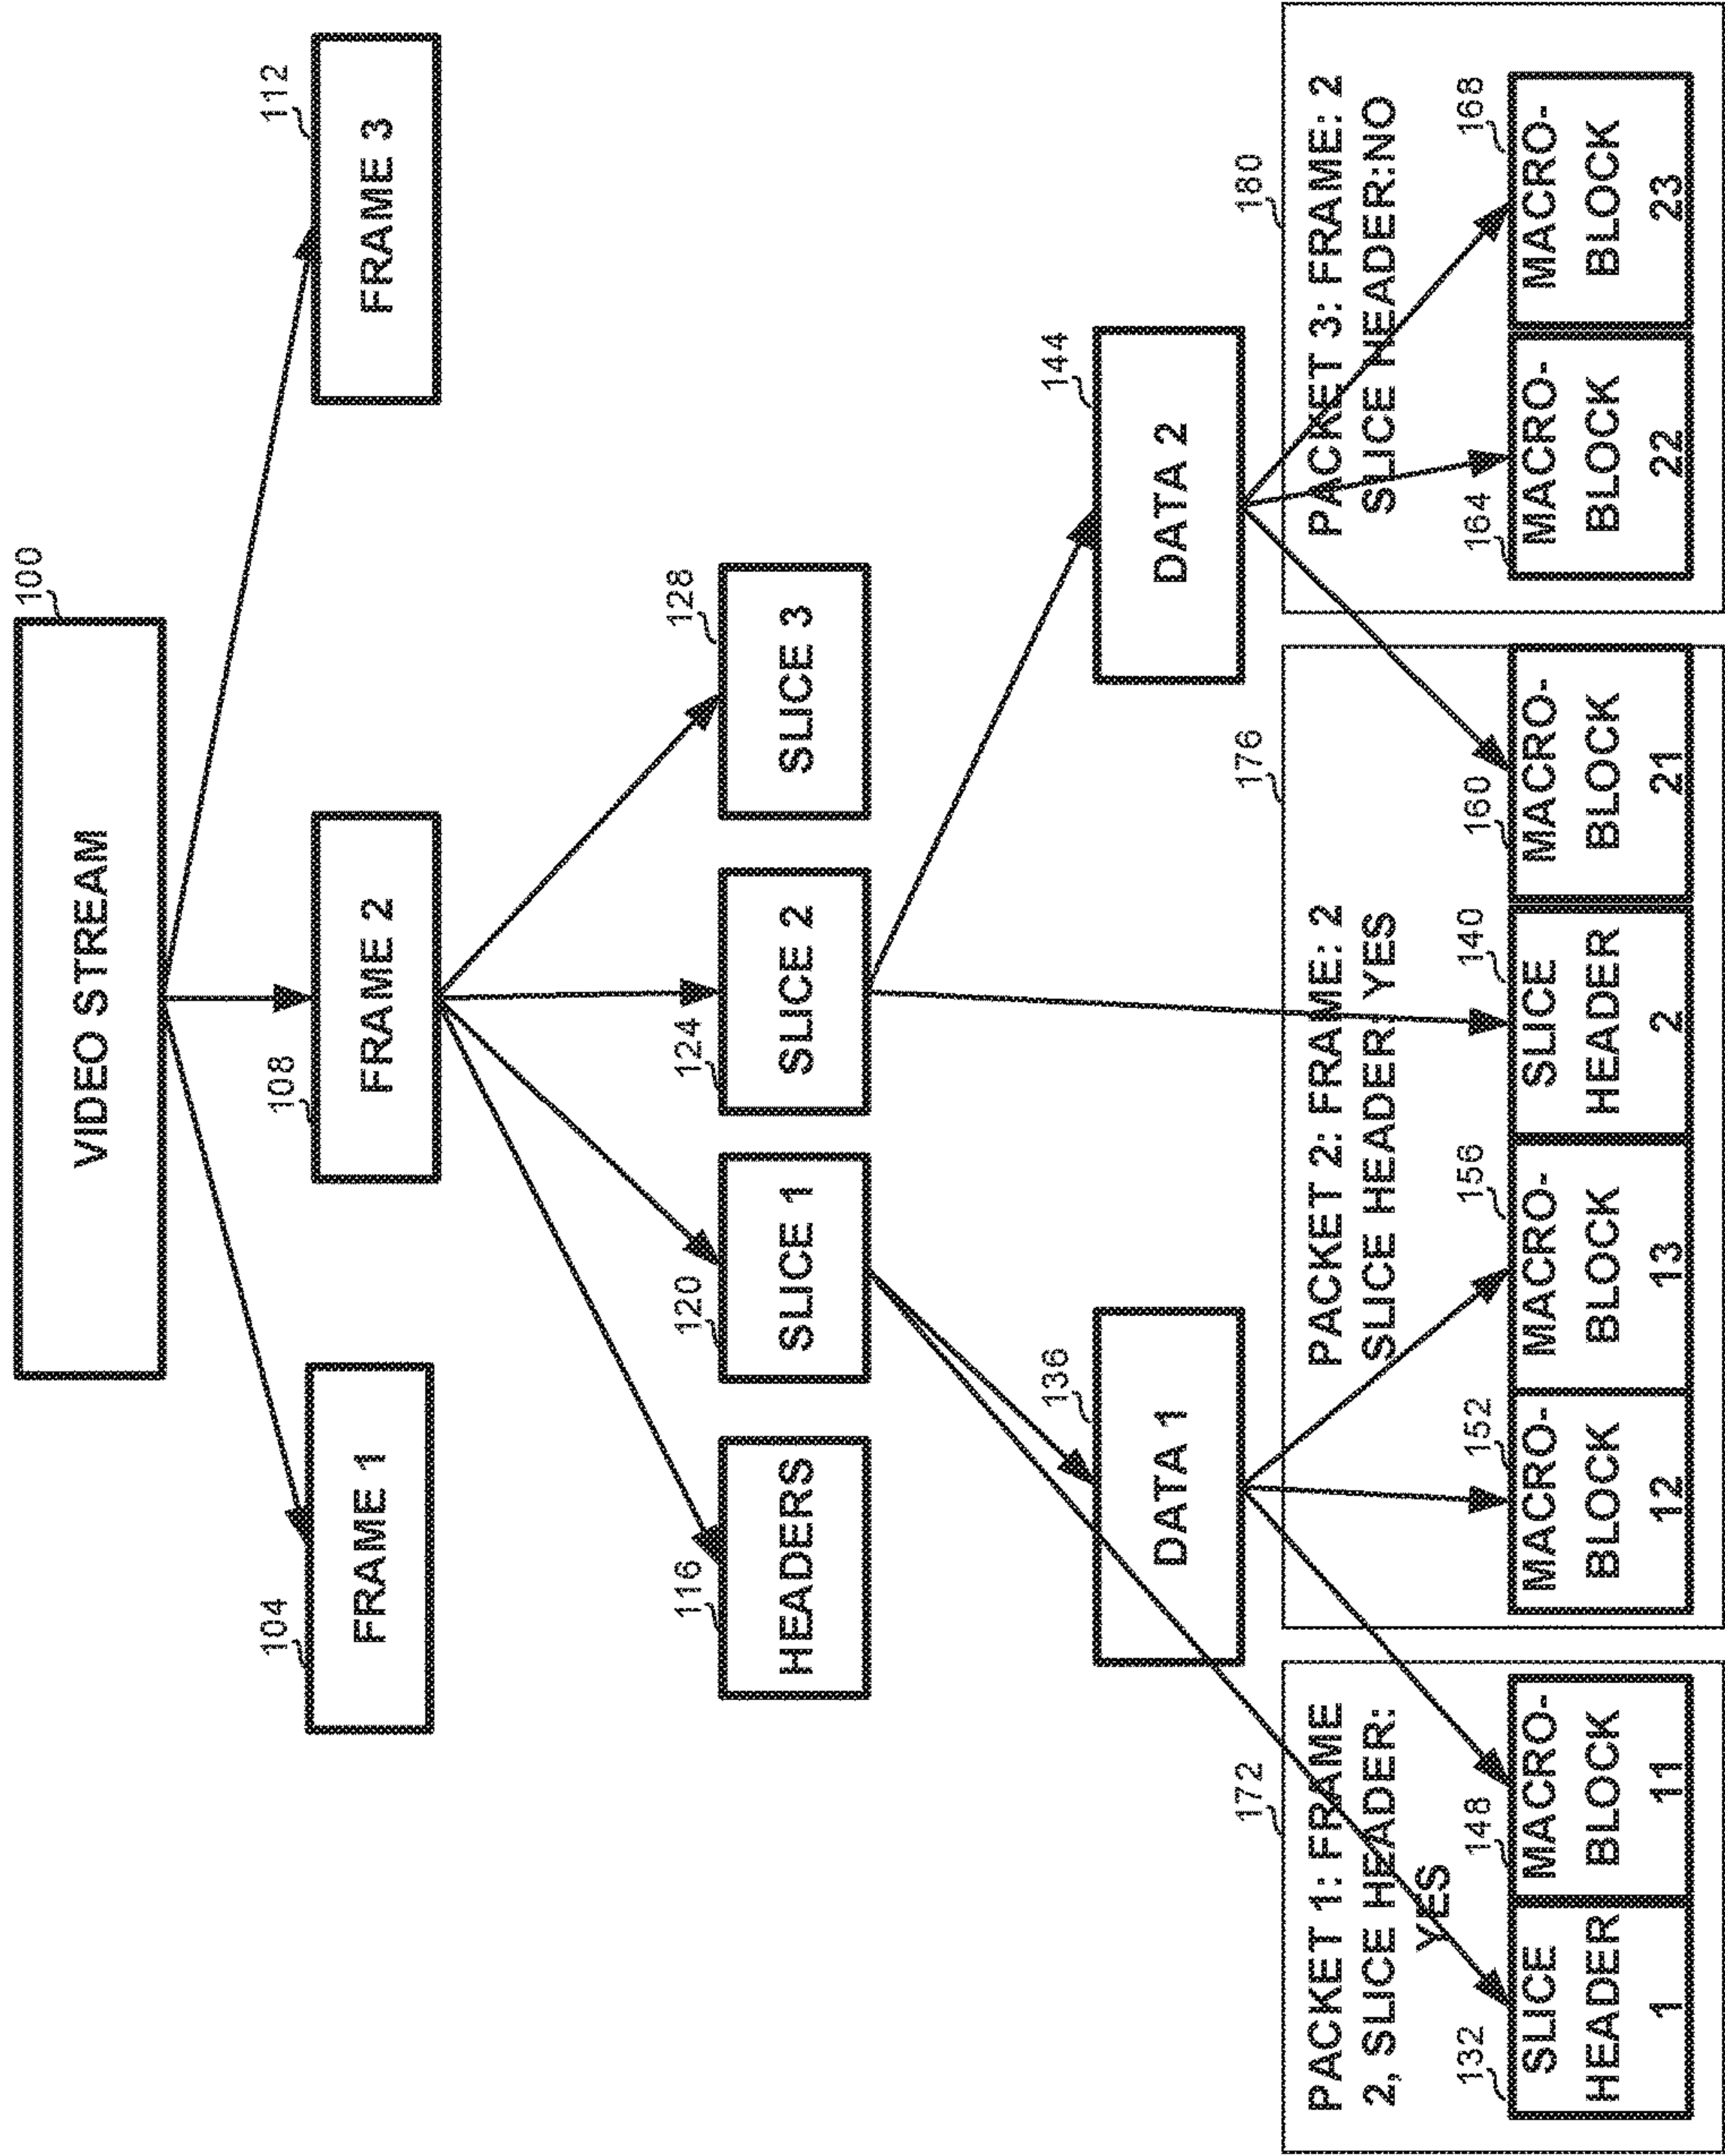 100
VIDEO STREAM
104
108
112
FRAME 1
FRAME 2
FRAME 3
116
120
124
128
HEADERS
SLICE 1
SLICE 2
SLICE 3
136
144
DATA 1
DATA 2
172
176
180
PACKET 1: FRAME
2, SLICE HEADER:
YES
PACKET 2: FRAME: 2
SLICE HEADER: YES
PACKET 3: FRAME: 2
SLICE HEADER:NO
132
148
152
156
140
160
164
168
SLICE
HEADER
1
MACRO-
BLOCK
11
MACRO-
BLOCK
12
MACRO-
BLOCK
13
SLICE
HEADER
2
MACRO-
BLOCK
21
MACRO-
BLOCK
22
MACRO-
BLOCK
23